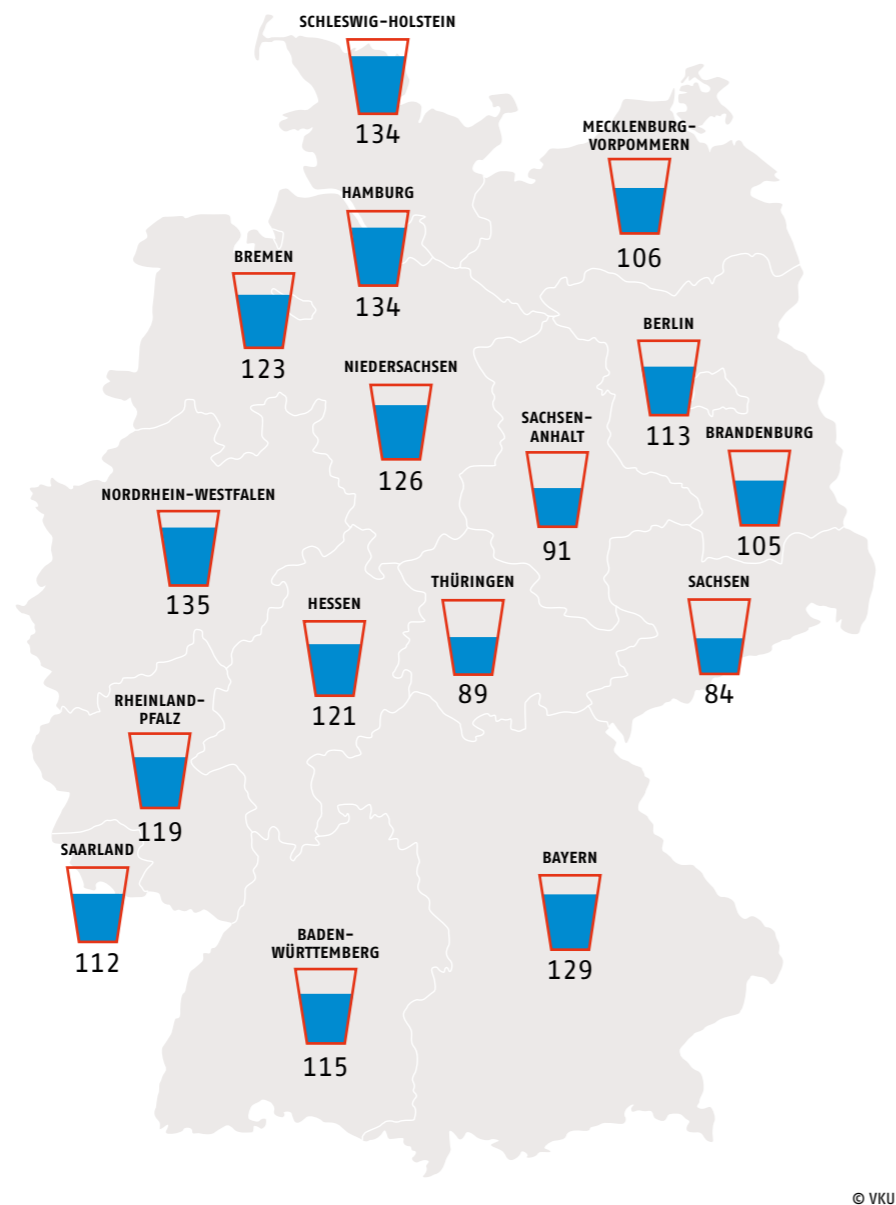 SCHLESWIG-HOLSTEIN
134
MECKLENBURG-
VORPOMMERN
106
HAMBURG
134
BREMEN
123
BERLIN
113
NIEDERSACHSEN
126
SACHSEN-
ANHALT
91
BRANDENBURG
105
NORDRHEIN-WESTFALEN
135
HESSEN
121
THÜRINGEN
89
SACHSEN
84
RHEINLAND-
PFALZ
119
SAARLAND
112
BAYERN
129
BADEN-
WÜRTTEMBERG
115
© VKU